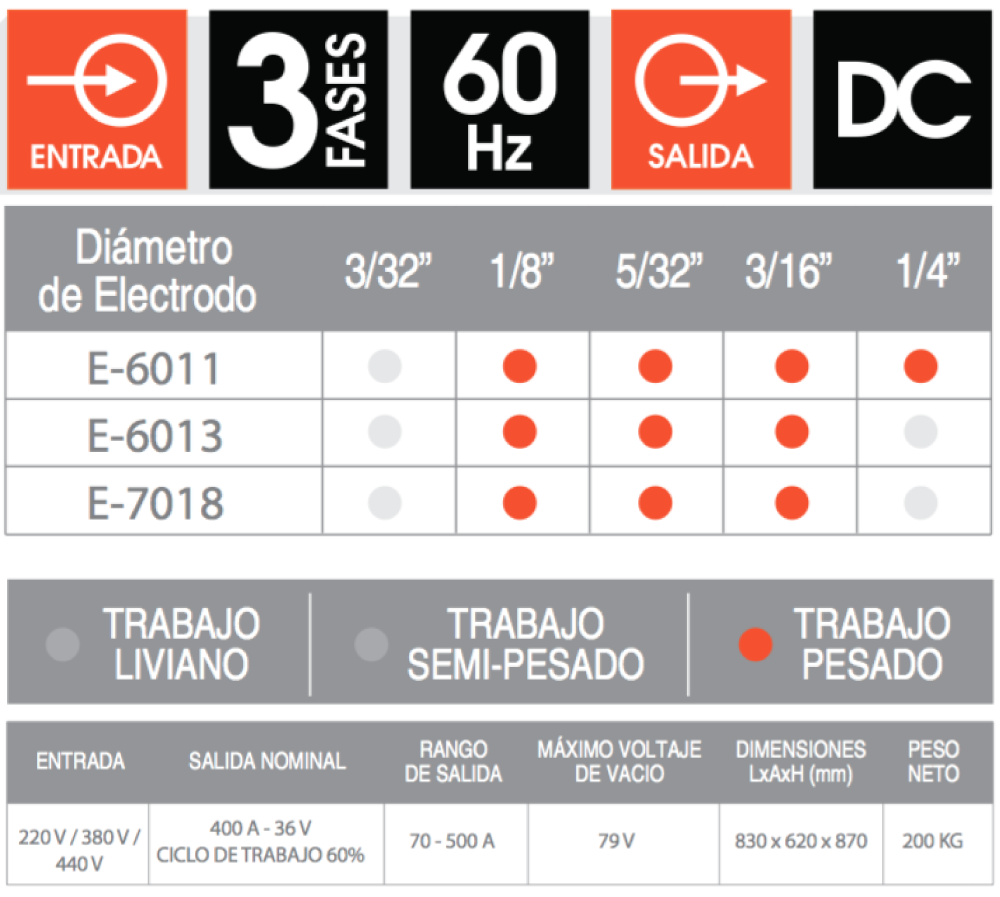 ENTRADA
3 FASES
60 Hz
SALIDA
DC
Diámetro
de Electrodo
3/32” 1/8” 5/32” 3/16” 1/4”
E-6011
E-6013
E-7018
TRABAJO
LIVIANO
TRABAJO
SEMI-PESADO
TRABAJO
PESADO
ENTRADA
SALIDA NOMINAL
RANGO
DE SALIDA
MÁXIMO VOLTAJE
DE VACIO
DIMENSIONES
LxAxH (mm)
PESO
NETO
220 V / 380 V /
440 V
400 A - 36 V
CICLO DE TRABAJO 60%
70 - 500 A
79 V
830 x 620 x 870
200 KG